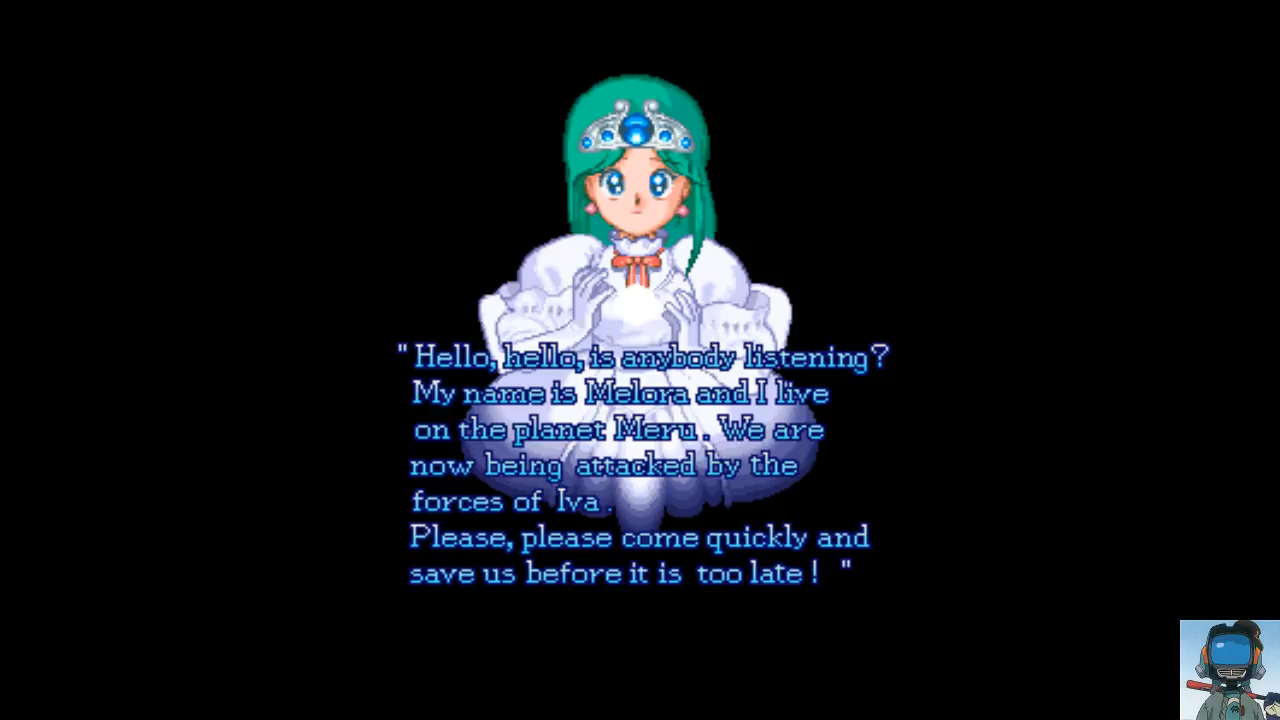 "Hello, hello, is anybody listening?
My name is Melora and I live
on the planet Meru. We are
now being attacked by the
forces of Iva.
Please, please come quickly and
save us before it is too late! "